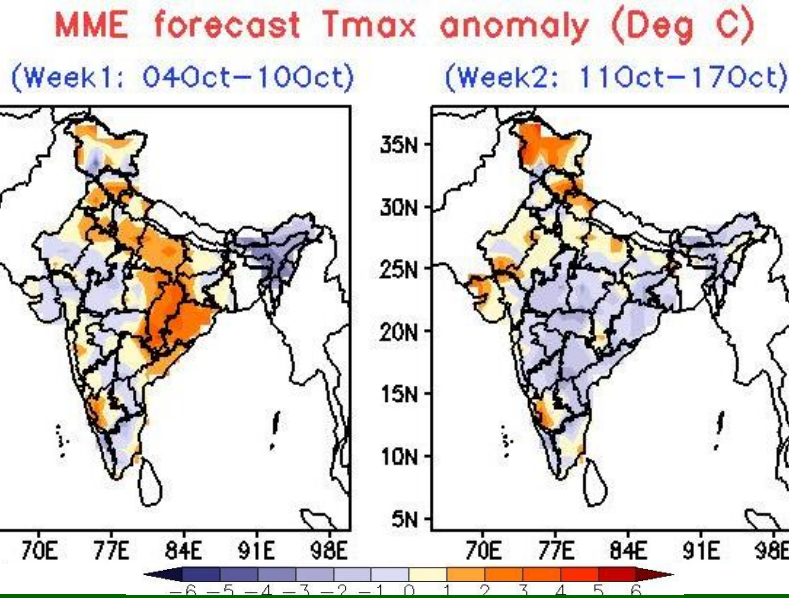 MME forecast Tmax anomaly (Deg C)
(Week1: 04Oct−10Oct) (Week2: 11Oct−17Oct)
35N
30N
25N
20N
15N
10N
5N
70E 77E 84E 91E 98E 70E 77E 84E 91E 98E
−6 −5 −4 −3 −2 −1 0 1 2 3 4 5 6